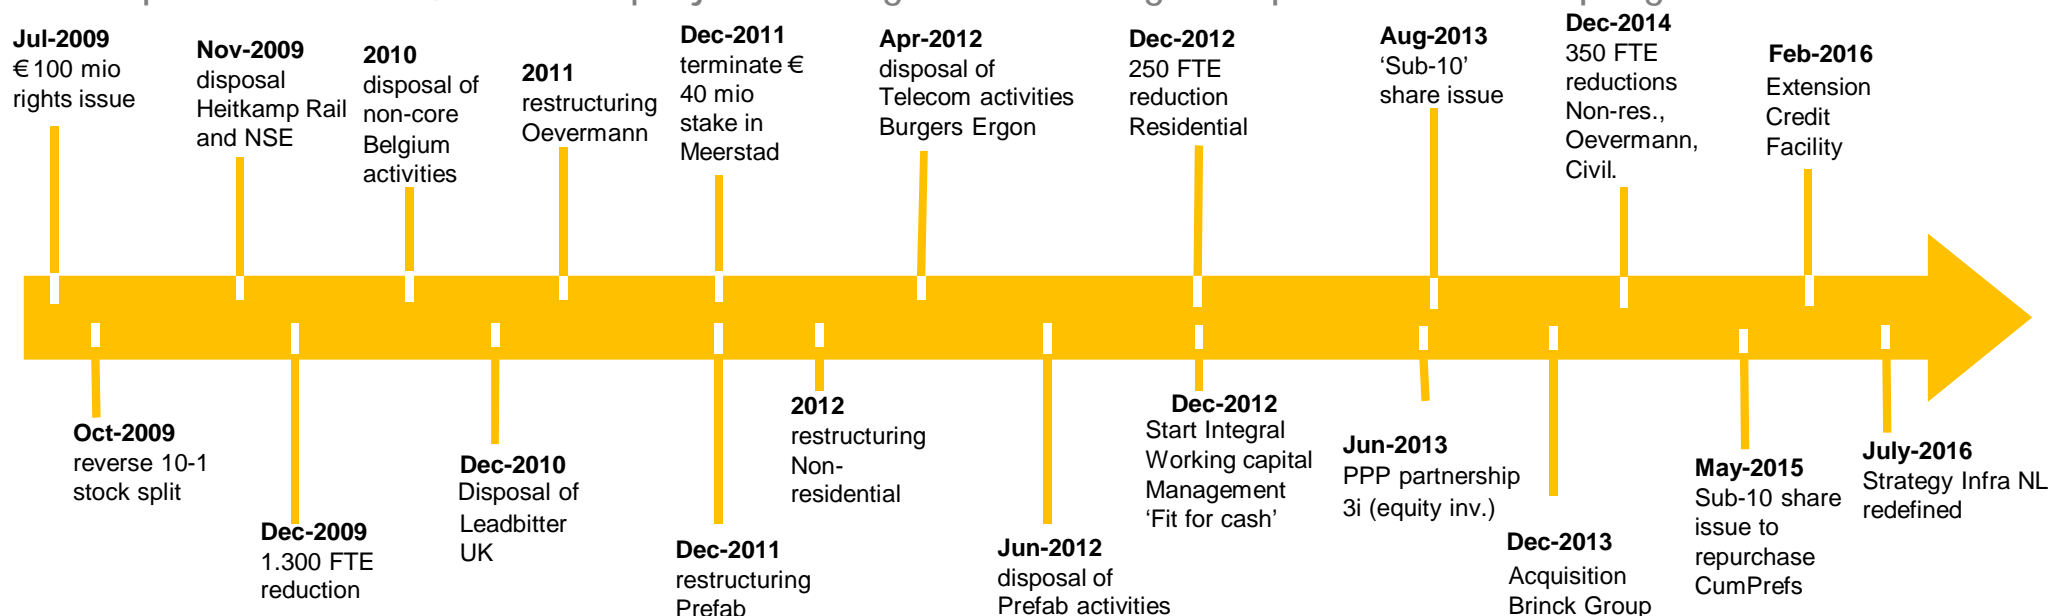 Jul-2009
€ 100 mio
rights issue
Nov-2009
disposal
Heitkamp Rail
and NSE
2010
disposal of
non-core
Belgium
activities
2011
restructuring
Oevermann
Dec-2011
terminate €
40 mio
stake in
Meerstad
Apr-2012
disposal of
Telecom activities
Burgers Ergon
Dec-2012
250 FTE
reduction
Residential
Aug-2013
‘Sub-10’
share issue
Dec-2014
350 FTE
reductions
Non-res.,
Oevermann,
Civil.
Feb-2016
Extension
Credit
Facility
Oct-2009
reverse 10-1
stock split
Dec-2009
1.300 FTE
reduction
Dec-2010
Disposal of
Leadbitter
UK
Dec-2011
restructuring
Prefab
2012
restructuring
Non-
residential
Jun-2012
disposal of
Prefab activities
Dec-2012
Start Integral
Working capital
Management
‘Fit for cash’
Jun-2013
PPP partnership
3i (equity inv.)
Dec-2013
Acquisition
Brinck Group
May-2015
Sub-10 share
issue to
repurchase
CumPrefs
July-2016
Strategy Infra NL
redefined